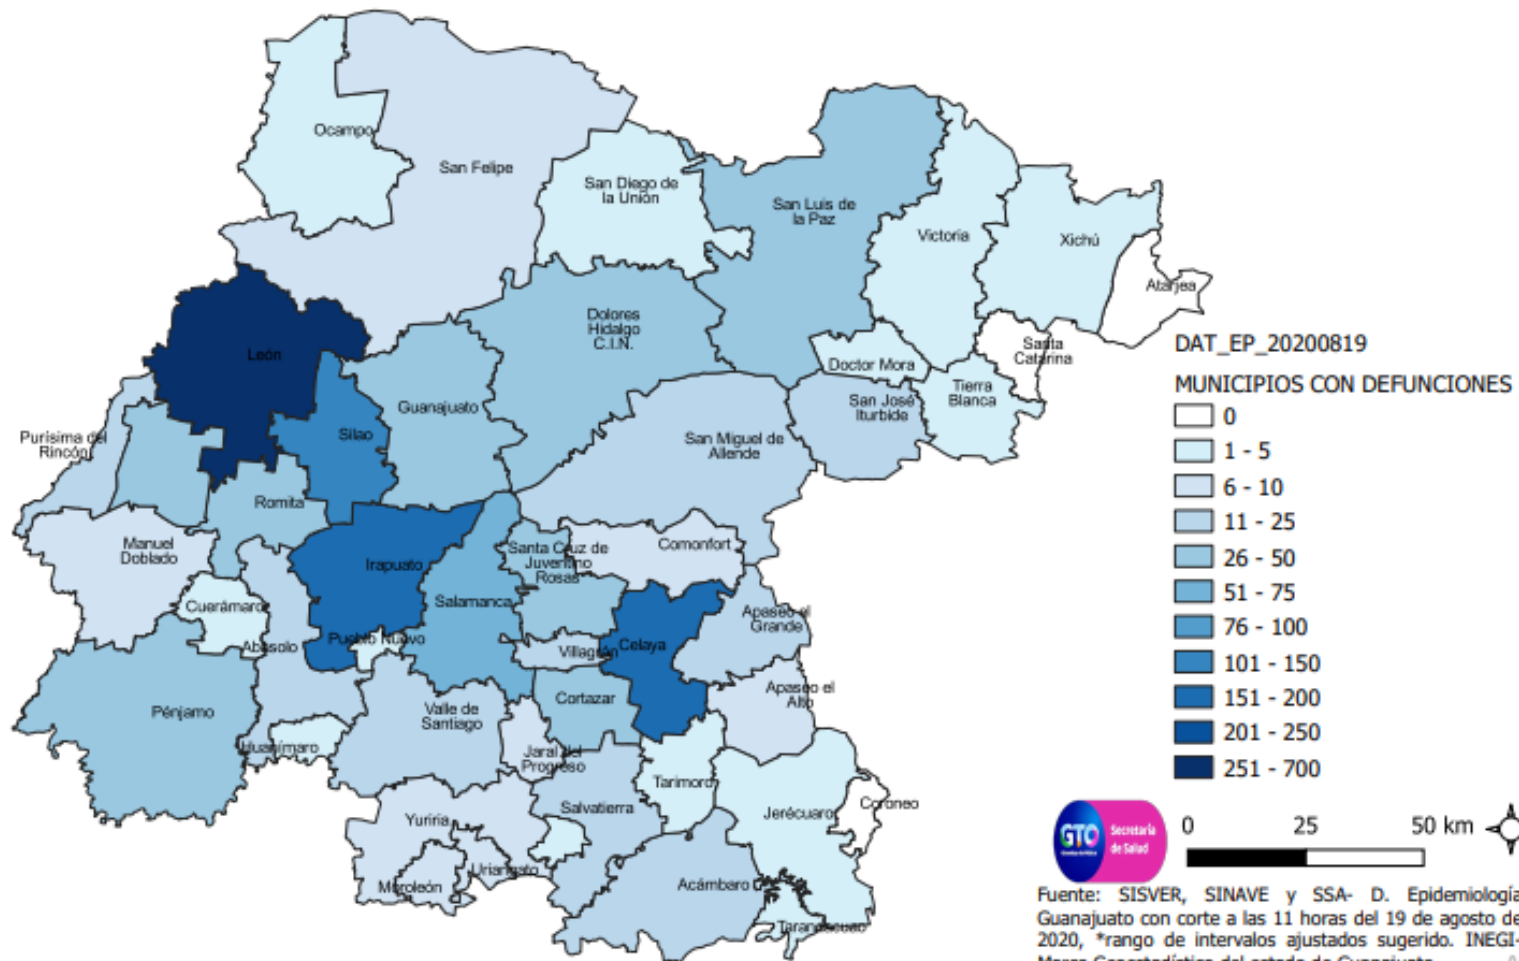 Ocampo
San Felipe
San Diego de
la Unión
San Luis de
la Paz
Victoria
Xichú
Atarjea
León
Dolores
Hidalgo
C.I.N.
Santa
Catarina
Doctor Mora
Tierra
Blanca
Guanajuato
San José
Iturbide
Silao
Purísima del
Rincón
San Miguel de
Allende
Romita
Manuel
Doblado
Irapuato
Santa Cruz de
Juventino
Rosas
Comonfort
Salamanca
Cuerámaro
Apaseo el
Grande
Pueblo Nuevo
Abasolo
Villagrán
Celaya
Apaseo el
Alto
Cortazar
Pénjamo
Valle de
Santiago
Huanímaro
Jaral del
Progreso
Tarimoro
Jerécuaro
Coroneo
Salvatierra
Yuriria
Uriangato
Moroleón
Acámbaro
Tarandacuao
DAT_EP_20200819
MUNICIPIOS CON DEFUNCIONES
0
1 - 5
6 - 10
11 - 25
26 - 50
51 - 75
76 - 100
101 - 150
151 - 200
201 - 250
251 - 700
GTO
Secretaría
de Salud
0 25 50 km
Fuente: SISVER, SINAVE y SSA- D. Epidemiología
Guanajuato con corte a las 11 horas del 19 de agosto de
2020, *rango de intervalos ajustados sugerido. INEGI-
Marco Geoestadístico del estado de Guanajuato